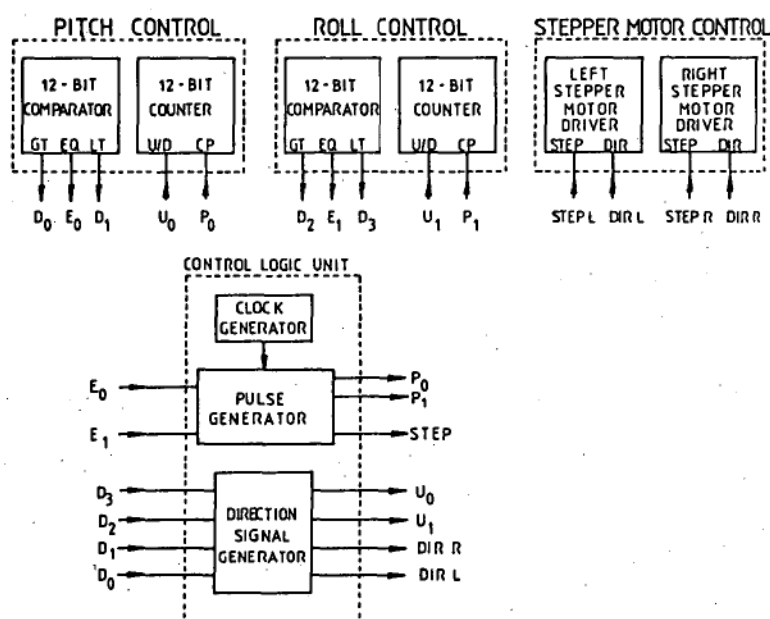 PITCH CONTROL
ROLL CONTROL
STEPPER MOTOR CONTROL
12-BIT COMPARATOR
GT EQ LT
12-BIT COUNTER
U/D CP
12-BIT COMPARATOR
GT EQ LT
12-BIT COUNTER
U/D CP
LEFT STEPPER MOTOR DRIVER
STEP DIR
RIGHT STEPPER MOTOR DRIVER
STEP DIR
D0 E0 D1 U0 P0
D2 E1 D3 U1 P1
STEP L DIR L STEP R DIR R
CONTROL LOGIC UNIT
CLOCK GENERATOR
E0
E1
PULSE GENERATOR
P0
P1
STEP
D3
D2
D1
D0
DIRECTION SIGNAL GENERATOR
U0
U1
DIR R
DIR L